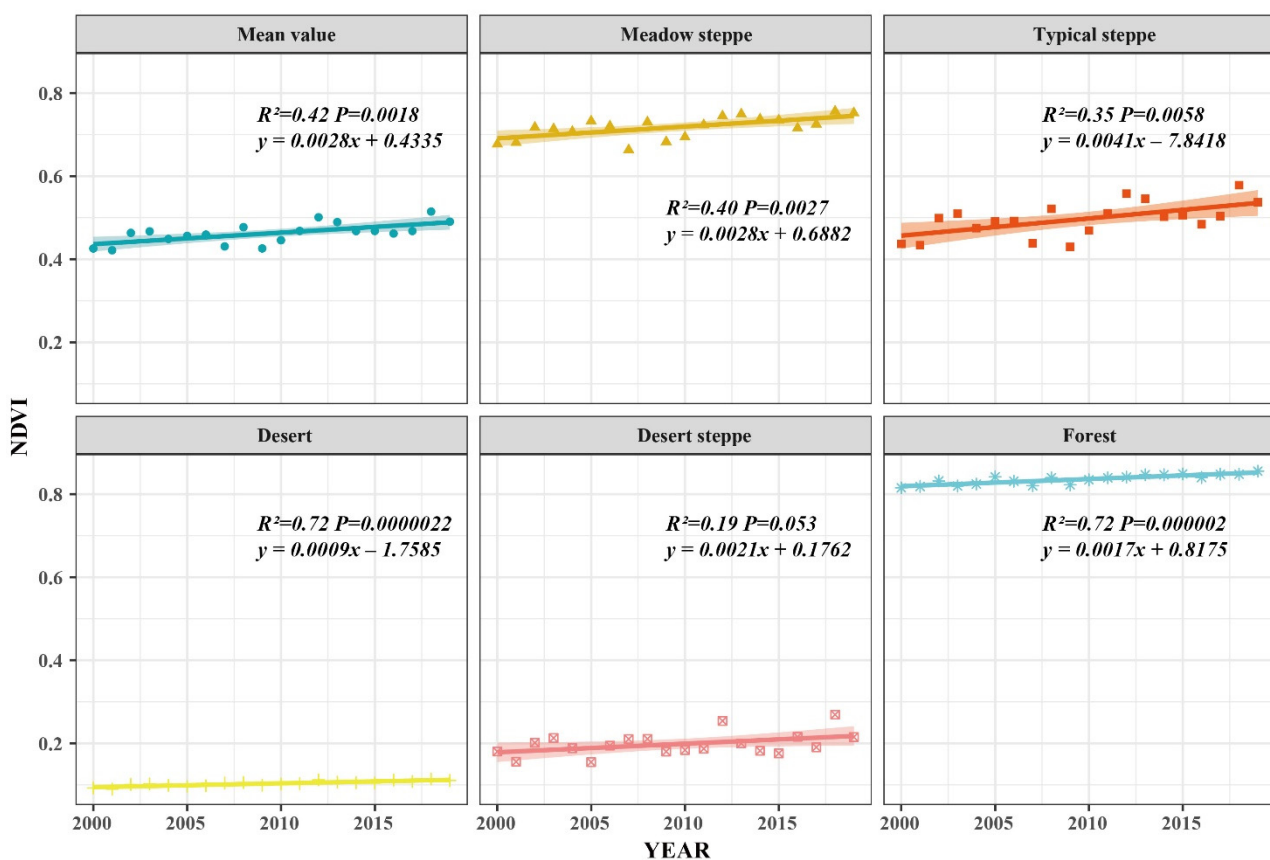 Mean value
Meadow steppe
Typical steppe
R²=0.42 P=0.0018
y = 0.0028x + 0.4335
R²=0.40 P=0.0027
y = 0.0028x + 0.6882
R²=0.35 P=0.0058
y = 0.0041x – 7.8418
0.8
0.6
0.4
0.2
NDVI
Desert
Desert steppe
Forest
R²=0.72 P=0.0000022
y = 0.0009x – 1.7585
R²=0.19 P=0.053
y = 0.0021x + 0.1762
R²=0.72 P=0.000002
y = 0.0017x + 0.8175
0.8
0.6
0.4
0.2
2000 2005 2010 2015 2000 2005 2010 2015 2000 2005 2010 2015
YEAR